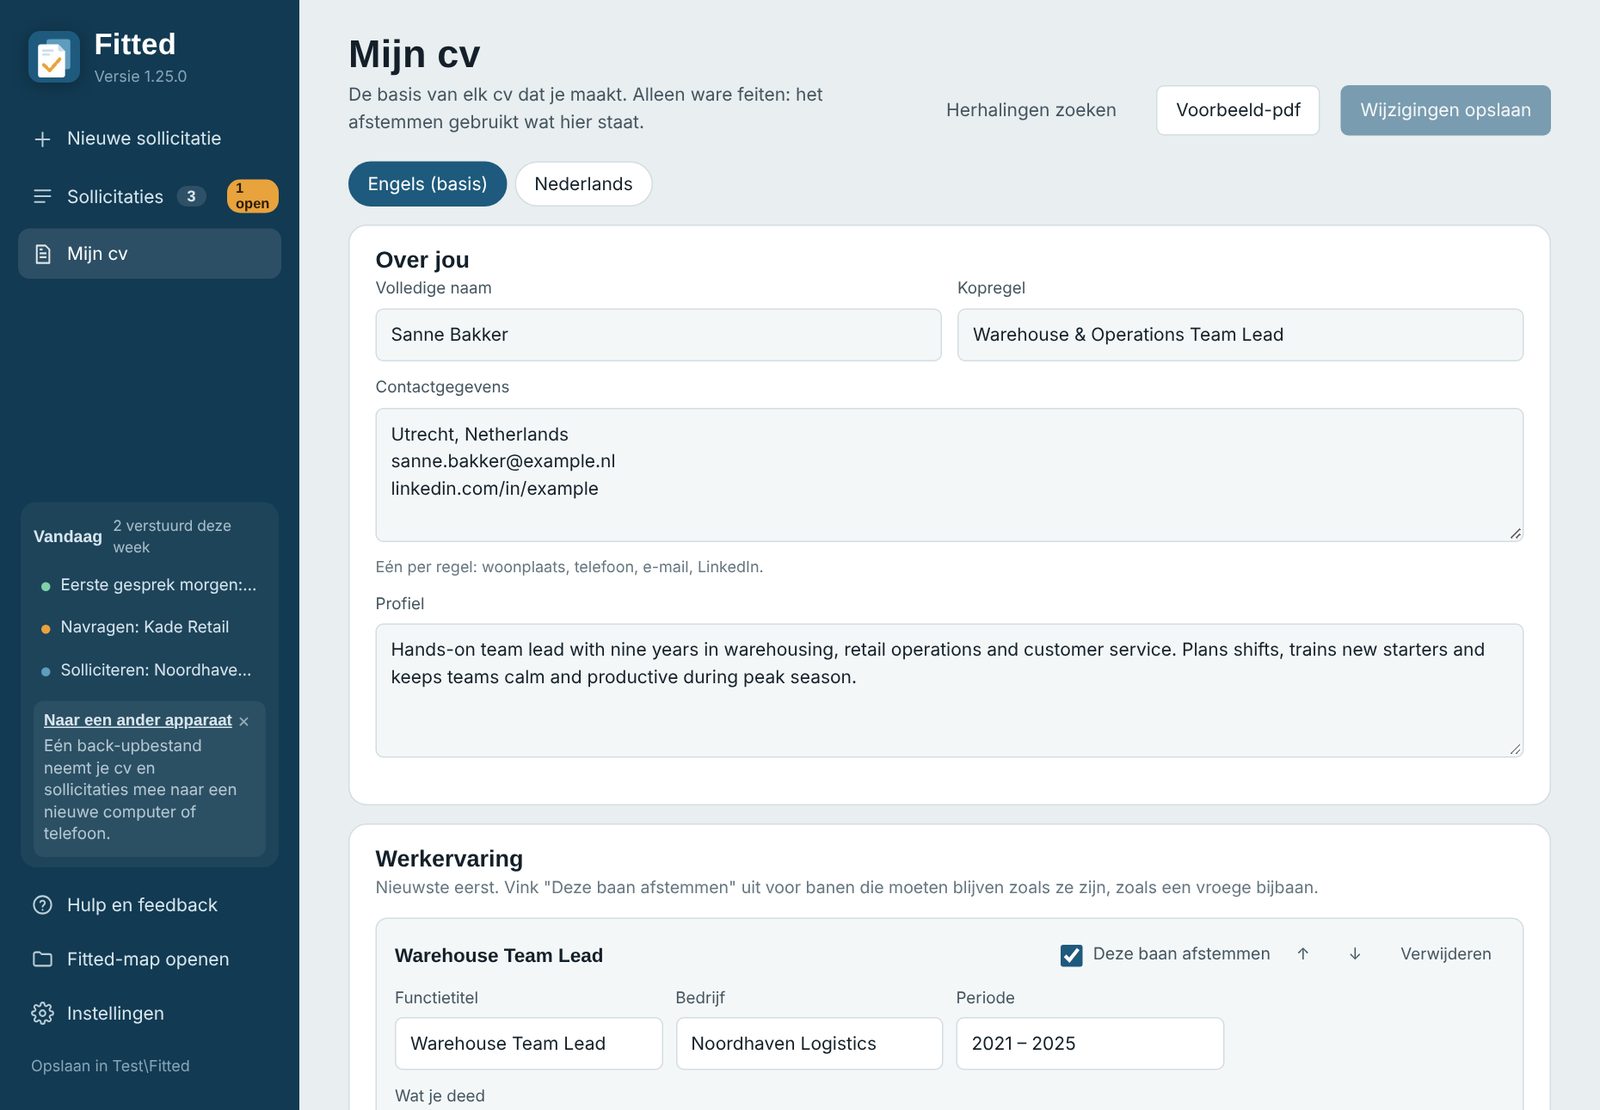 Fitted
Versie 1.25.0
Nieuwe sollicitatie
Sollicitaties 3 1 open
Mijn cv
Vandaag 2 verstuurd deze week
Eerste gesprek morgen:...
Navragen: Kade Retail
Solliciteren: Noordhave...
Naar een ander apparaat ×
Eén back-upbestand
neemt je cv en
sollicitaties mee naar een
nieuwe computer of
telefoon.
Hulp en feedback
Fitted-map openen
Instellingen
Opslaan in Test\Fitted
Mijn cv
De basis van elk cv dat je maakt. Alleen ware feiten: het
afstemmen gebruikt wat hier staat.
Herhalingen zoeken
Voorbeeld-pdf
Wijzigingen opslaan
Engels (basis)
Nederlands
Over jou
Volledige naam
Sanne Bakker
Kopregel
Warehouse & Operations Team Lead
Contactgegevens
Utrecht, Netherlands
sanne.bakker@example.nl
linkedin.com/in/example
Eén per regel: woonplaats, telefoon, e-mail, LinkedIn.
Profiel
Hands-on team lead with nine years in warehousing, retail operations and customer service. Plans shifts, trains new starters and
keeps teams calm and productive during peak season.
Werkervaring
Nieuwste eerst. Vink "Deze baan afstemmen" uit voor banen die moeten blijven zoals ze zijn, zoals een vroege bijbaan.
Warehouse Team Lead
Deze baan afstemmen ↑ ↓ Verwijderen
Functietitel
Warehouse Team Lead
Bedrijf
Noordhaven Logistics
Periode
2021 – 2025
Wat je deed